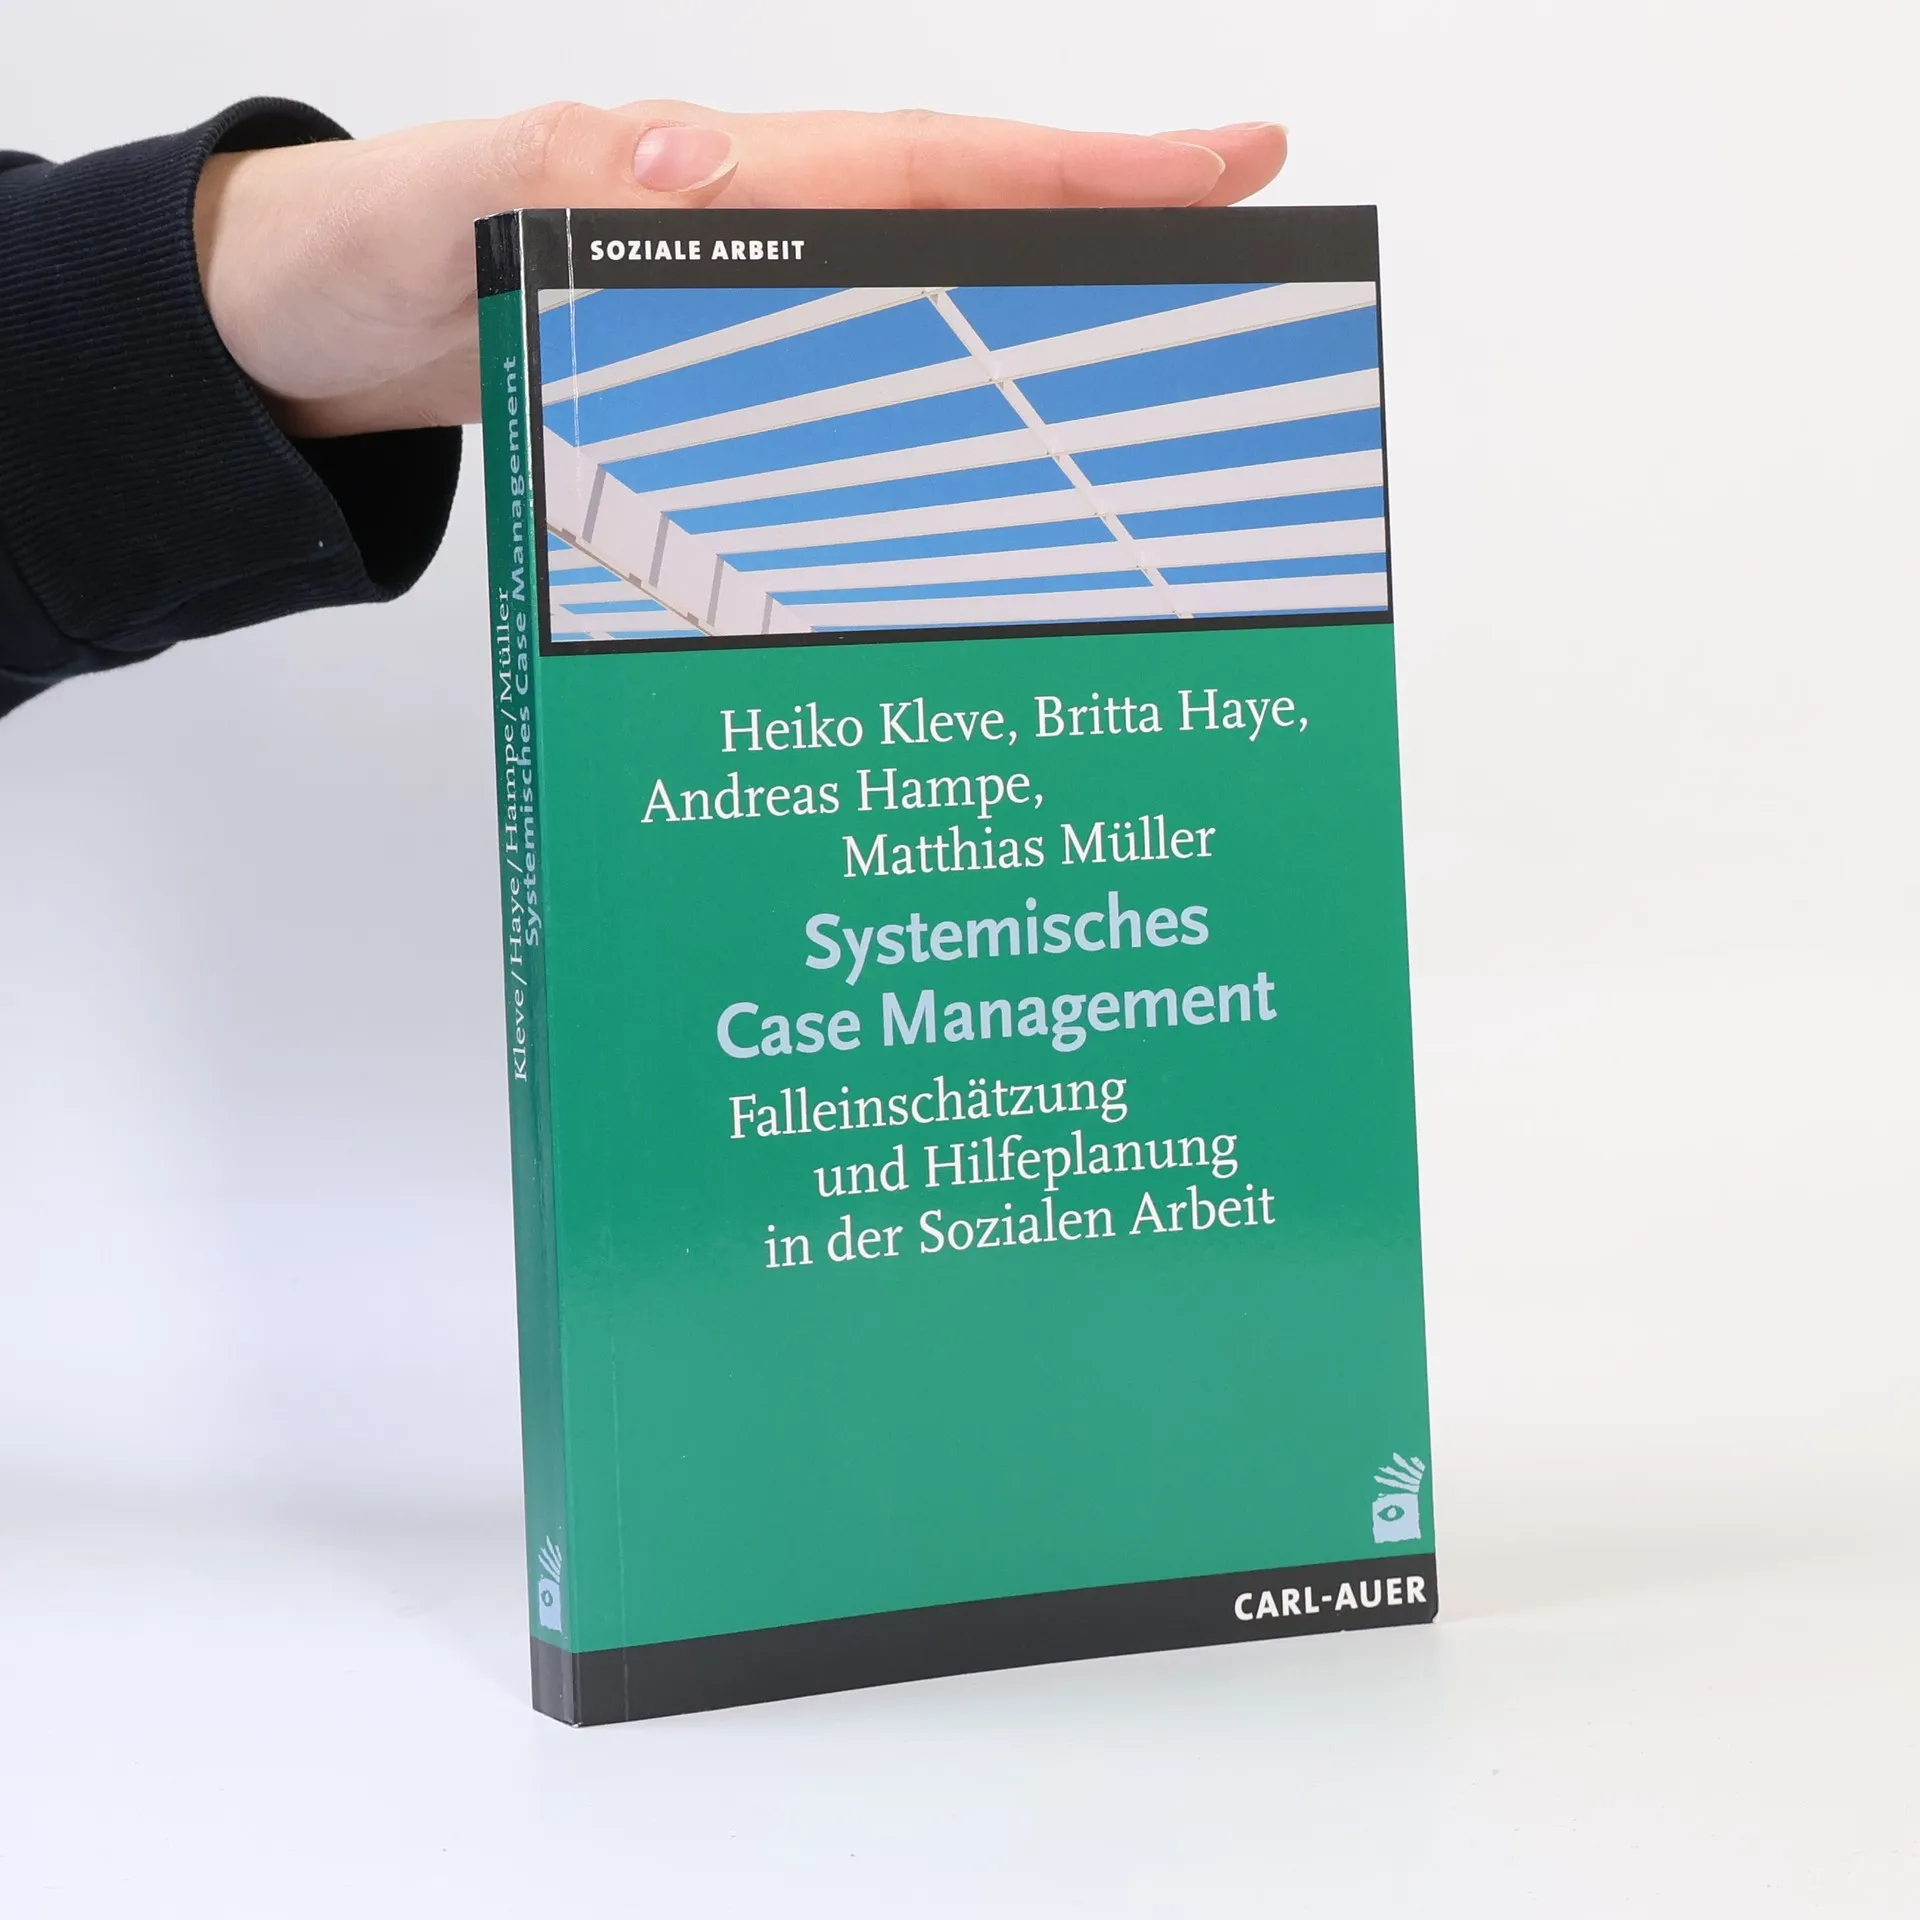 SOZIALE ARBEIT
Heiko Kleve, Britta Haye,
Andreas Hampe,
Matthias Müller
Systemisches
Case Management
Falleinschätzung
und Hilfeplanung
in der Sozialen Arbeit
CARL-AUER
Kleve/Haye/Hampe/Müller
Systemisches Case Management